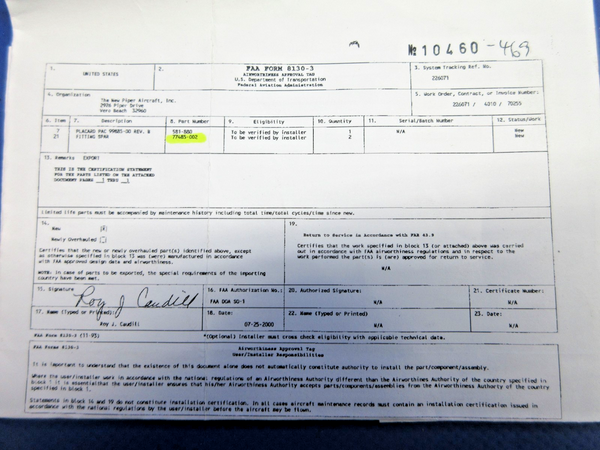 № 10460 -469
1. UNITED STATES
2. FAA FORM 8130-3
AIRWORTHINESS APPROVAL TAG
U.S. Department of Transportation
Federal Aviation Administration
3. System Tracking Ref. No.
226071
4. Organization
The New Piper Aircraft, Inc.
2926 Piper Drive
Vero Beach 32960
5. Work Order, Contract, or Invoice Number:
226071 / 4010 / 70255
6. Item 7. Description 8. Part Number 9. Eligibility 10. Quantity 11. Serial/Batch Number 12. Status/Work
7 PLACARD PAC 99885-00 REV. B 581-880 To be verified by installer 1 N/A New
21 FITTING SPAR 77485-002 To be verified by installer 2 New
13. Remarks EXPORT
THIS IS THE CERTIFICATION STATEMENT
FOR THE PARTS LISTED ON THE ATTACHED
DOCUMENT PAGES 1 THRU 1
Limited life parts must be accompanied by maintenance history including total time/total cycles/time since new.
14.
New [X]
Newly Overhauled [ ]
Certifies that the new or newly overhauled part(s) identified above, except
as otherwise specified in block 13 was (were) manufactured in accordance
with FAA approved design data and airworthiness.
NOTE: In case of parts to be exported, the special requirements of the importing
country have been met.
19.
Return to Service in Accordance with FAR 43.9
Certifies that the work specified in block 13 (or attached) above was carried
out in accordance with FAA airworthiness regulations and in respect to the
work performed the part(s) is (are) approved for return to service.
N/A
15. Signature
Roy J Caudill
16. FAA Authorization No.:
FAA DOA SO-1
20. Authorized Signature:
N/A
21. Certificate Number:
N/A
17. Name (Typed or Printed)
Roy J. Caudill
18. Date:
07-25-2000
22. Name (Typed or Printed)
N/A
23. Date:
N/A
FAA Form 8130-3 (11-93) *(Optional) Installer must cross check eligibility with applicable technical data.
FAA Form 8130-3
Airworthiness Approval Tag
User/Installer Responsibilities
It is important to understand that the existence of this document alone does not automatically constitute authority to install the part/component/assembly.
Where the user/installer work in accordance with the national regulations of an Airworthiness Authority different than the Airworthines Authority of the country specified in
block 1 it is essential that the user/installer ensures that his/her Airworthiness Authority accepts parts/components/assemblies from the Airworthiness Authority of the country
specified in block 1.
Statements in block 14 and 19 do not constitute installation certification. In all cases aircraft maintenance records must contain an installation certification issued in
accordance with the national regulations by the user/installer before the aircraft may be flown.